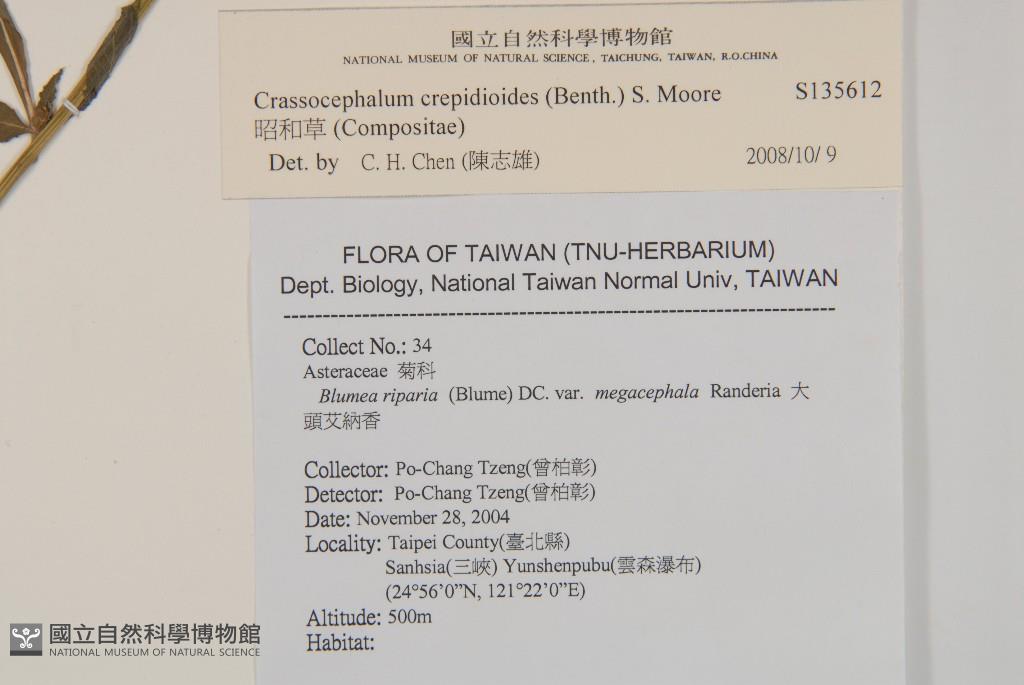 國立自然科學博物館
NATIONAL MUSEUM OF NATURAL SCIENCE, TAICHUNG, TAIWAN, R.O.CHINA
Crassocephalum crepidioides (Benth.) S. Moore S135612
昭和草 (Compositae)
Det. by C. H. Chen (陳志雄) 2008/10/ 9
FLORA OF TAIWAN (TNU-HERBARIUM)
Dept. Biology, National Taiwan Normal Univ, TAIWAN
----------------------------------------------------------------------
Collect No.: 34
Asteraceae 菊科
Blumea riparia (Blume) DC. var. megacephala Randeria 大
頭艾納香
Collector: Po-Chang Tzeng(曾柏彰)
Detector: Po-Chang Tzeng(曾柏彰)
Date: November 28, 2004
Locality: Taipei County(臺北縣)
Sanhsia(三峽) Yunshenpubu(雲森瀑布)
(24°56’0”N, 121°22’0”E)
Altitude: 500m
Habitat:
國立自然科學博物館
NATIONAL MUSEUM OF NATURAL SCIENCE